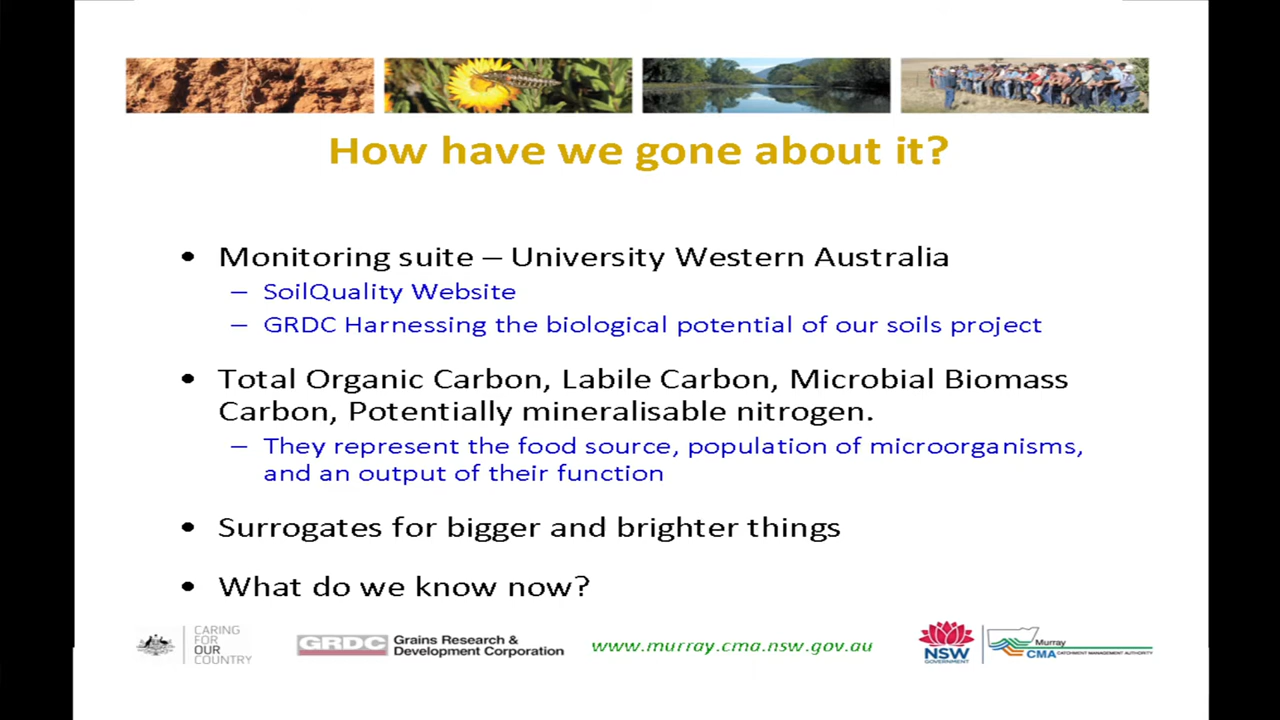 How have we gone about it?
• Monitoring suite – University Western Australia
– SoilQuality Website
– GRDC Harnessing the biological potential of our soils project
• Total Organic Carbon, Labile Carbon, Microbial Biomass
Carbon, Potentially mineralisable nitrogen.
– They represent the food source, population of microorganisms,
and an output of their function
• Surrogates for bigger and brighter things
• What do we know now?
CARING
FOR
OUR
COUNTRY
GRDC
Grains Research &
Development Corporation
www.murray.cma.nsw.gov.au
NSW
GOVERNMENT
Murray
CMA CATCHMENT MANAGEMENT AUTHORITY